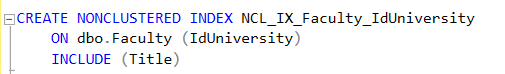 CREATE NONCLUSTERED INDEX NCL_IX_Faculty_IdUniversity
ON dbo.Faculty (IdUniversity)
INCLUDE (Title)